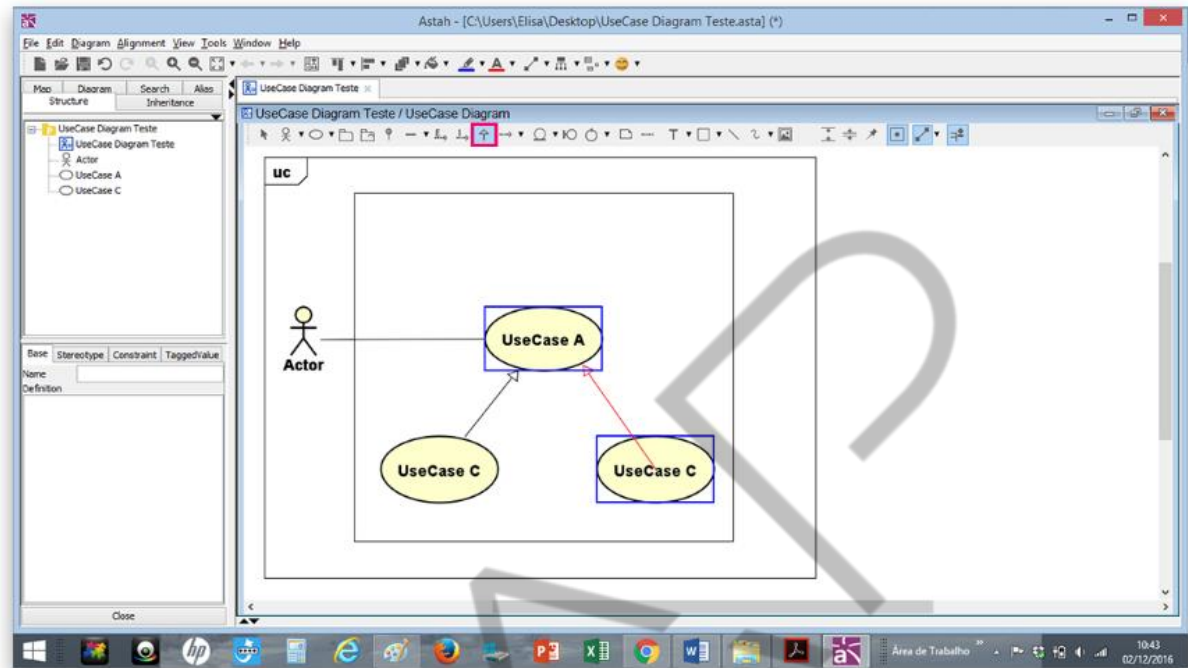 Astah - [C:\Users\Elisa\Desktop\UseCase Diagram Teste.asta] (*)
File Edit Diagram Alignment View Tools Window Help
Map Diagram Search Alias
Structure Inheritance
UseCase Diagram Teste
UseCase Diagram Teste
Actor
UseCase A
UseCase C
Base Stereotype Constraint TaggedValue
Name
Definition
Close
UseCase Diagram Teste
UseCase Diagram Teste / UseCase Diagram
uc
Actor
UseCase A
UseCase C
UseCase C
Área de Trabalho
10:43
02/12/2016